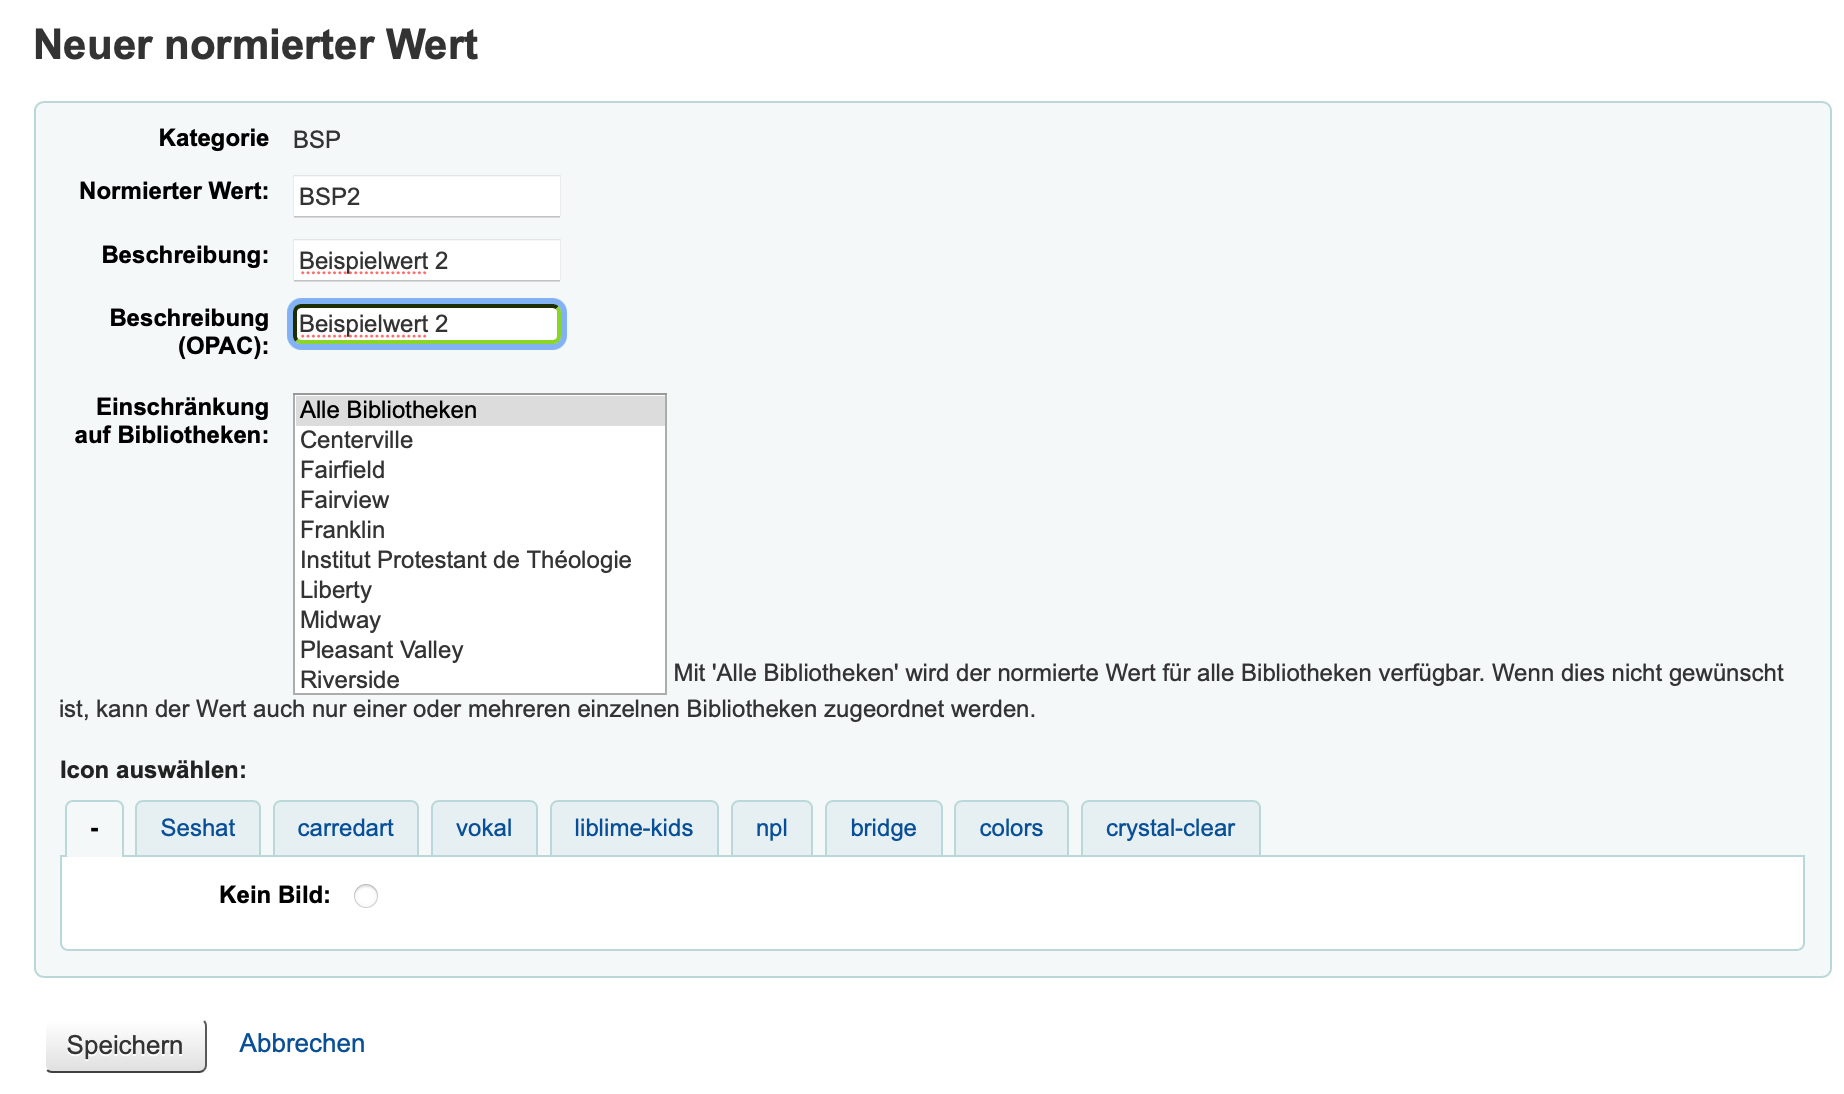 Neuer normierter Wert
Kategorie BSP
Normierter Wert: BSP2
Beschreibung: Beispielwert 2
Beschreibung (OPAC): Beispielwert 2
Einschränkung auf Bibliotheken:
Alle Bibliotheken
Centerville
Fairfield
Fairview
Franklin
Institut Protestant de Théologie
Liberty
Midway
Pleasant Valley
Riverside
Mit 'Alle Bibliotheken' wird der normierte Wert für alle Bibliotheken verfügbar. Wenn dies nicht gewünscht
ist, kann der Wert auch nur einer oder mehreren einzelnen Bibliotheken zugeordnet werden.
Icon auswählen:
- Seshat carredart vokal liblime-kids npl bridge colors crystal-clear
Kein Bild:
Speichern Abbrechen